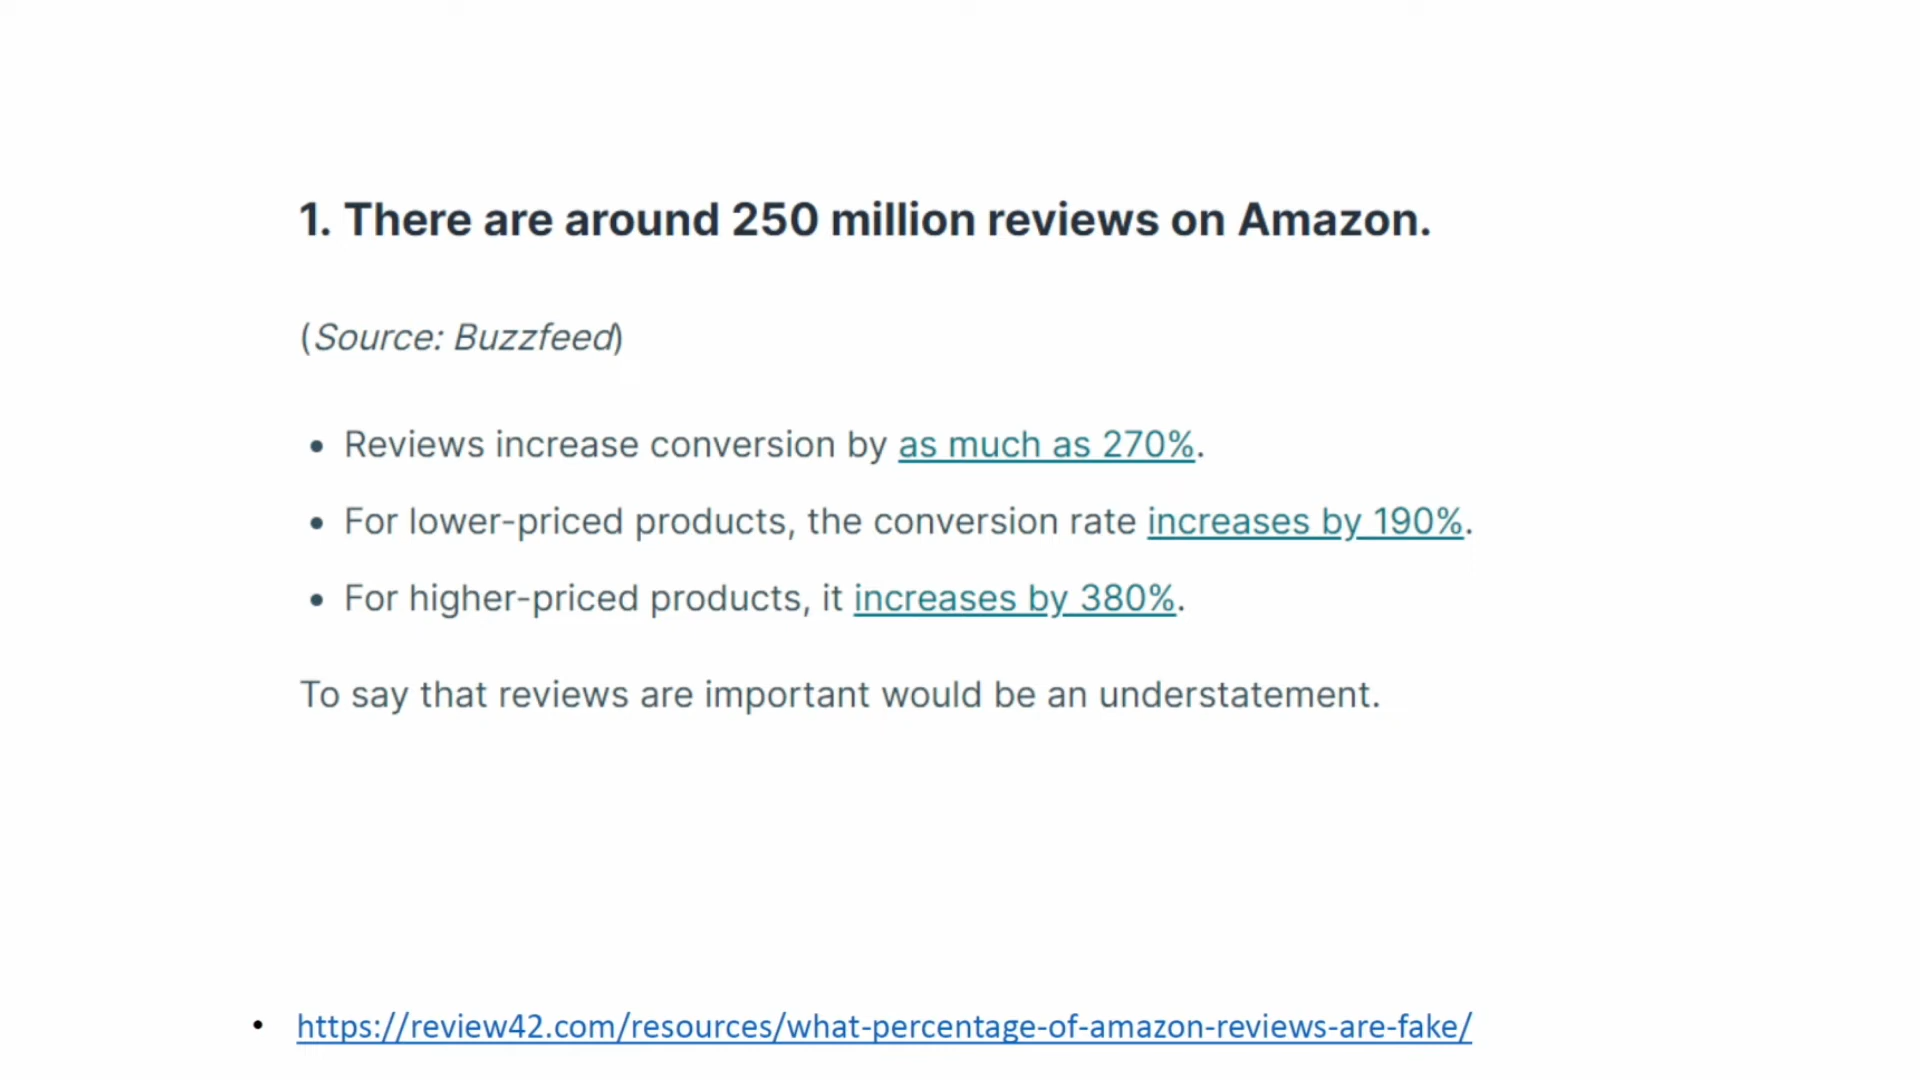 1. There are around 250 million reviews on Amazon.
(Source: Buzzfeed)
• Reviews increase conversion by as much as 270%.
• For lower-priced products, the conversion rate increases by 190%.
• For higher-priced products, it increases by 380%.
To say that reviews are important would be an understatement.
• https://review42.com/resources/what-percentage-of-amazon-reviews-are-fake/